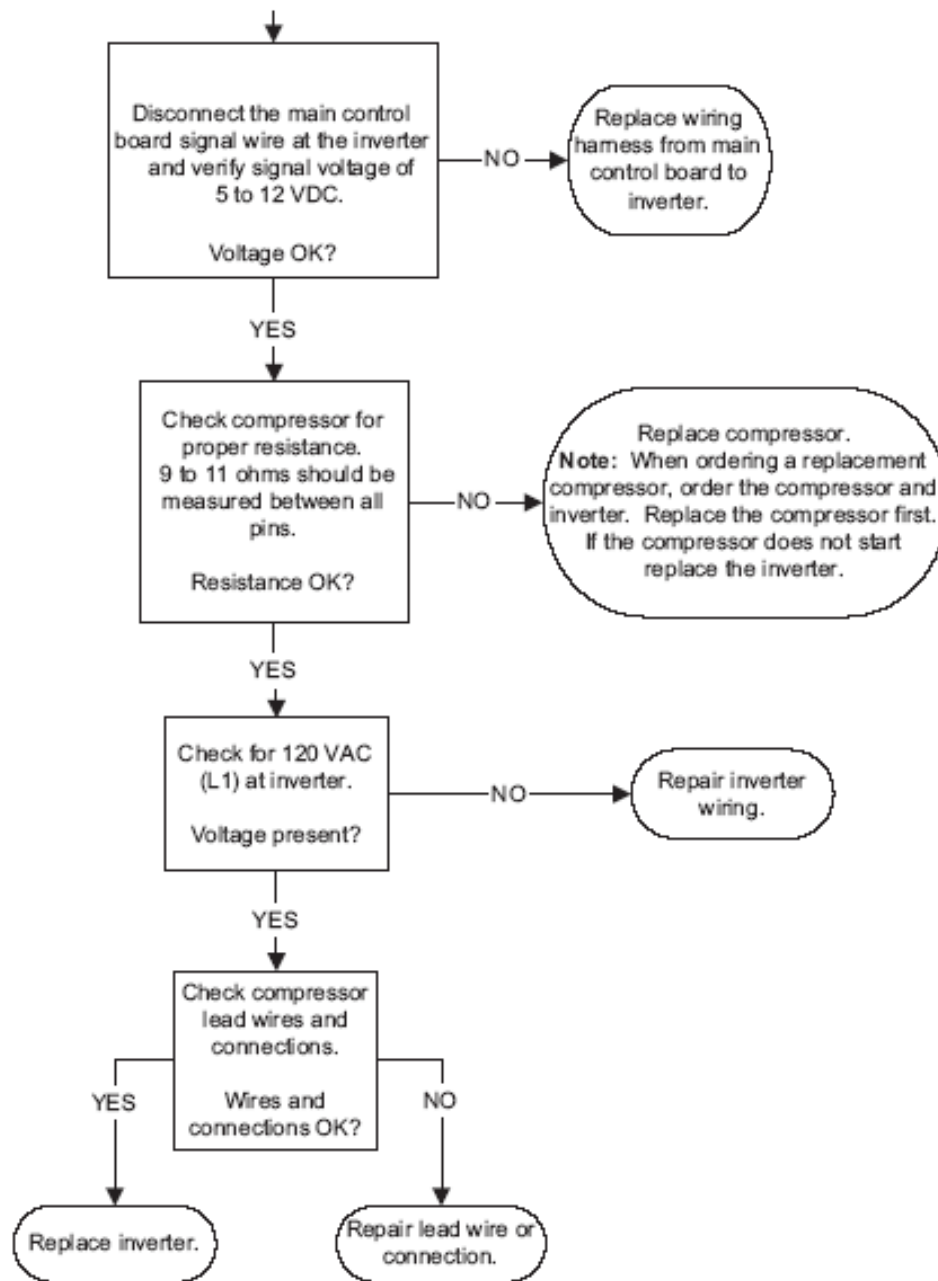 Disconnect the main control
board signal wire at the inverter
and verify signal voltage of
5 to 12 VDC.
Voltage OK?
NO
Replace wiring
harness from main
control board to
inverter.
YES
Check compressor for
proper resistance.
9 to 11 ohms should be
measured between all
pins.
Resistance OK?
NO
Replace compressor.
Note: When ordering a replacement
compressor, order the compressor and
inverter. Replace the compressor first.
If the compressor does not start
replace the inverter.
YES
Check for 120 VAC
(L1) at inverter.
Voltage present?
NO
Repair inverter
wiring.
YES
Check compressor
lead wires and
connections.
Wires and
connections OK?
YES
NO
Replace inverter.
Repair lead wire or
connection.